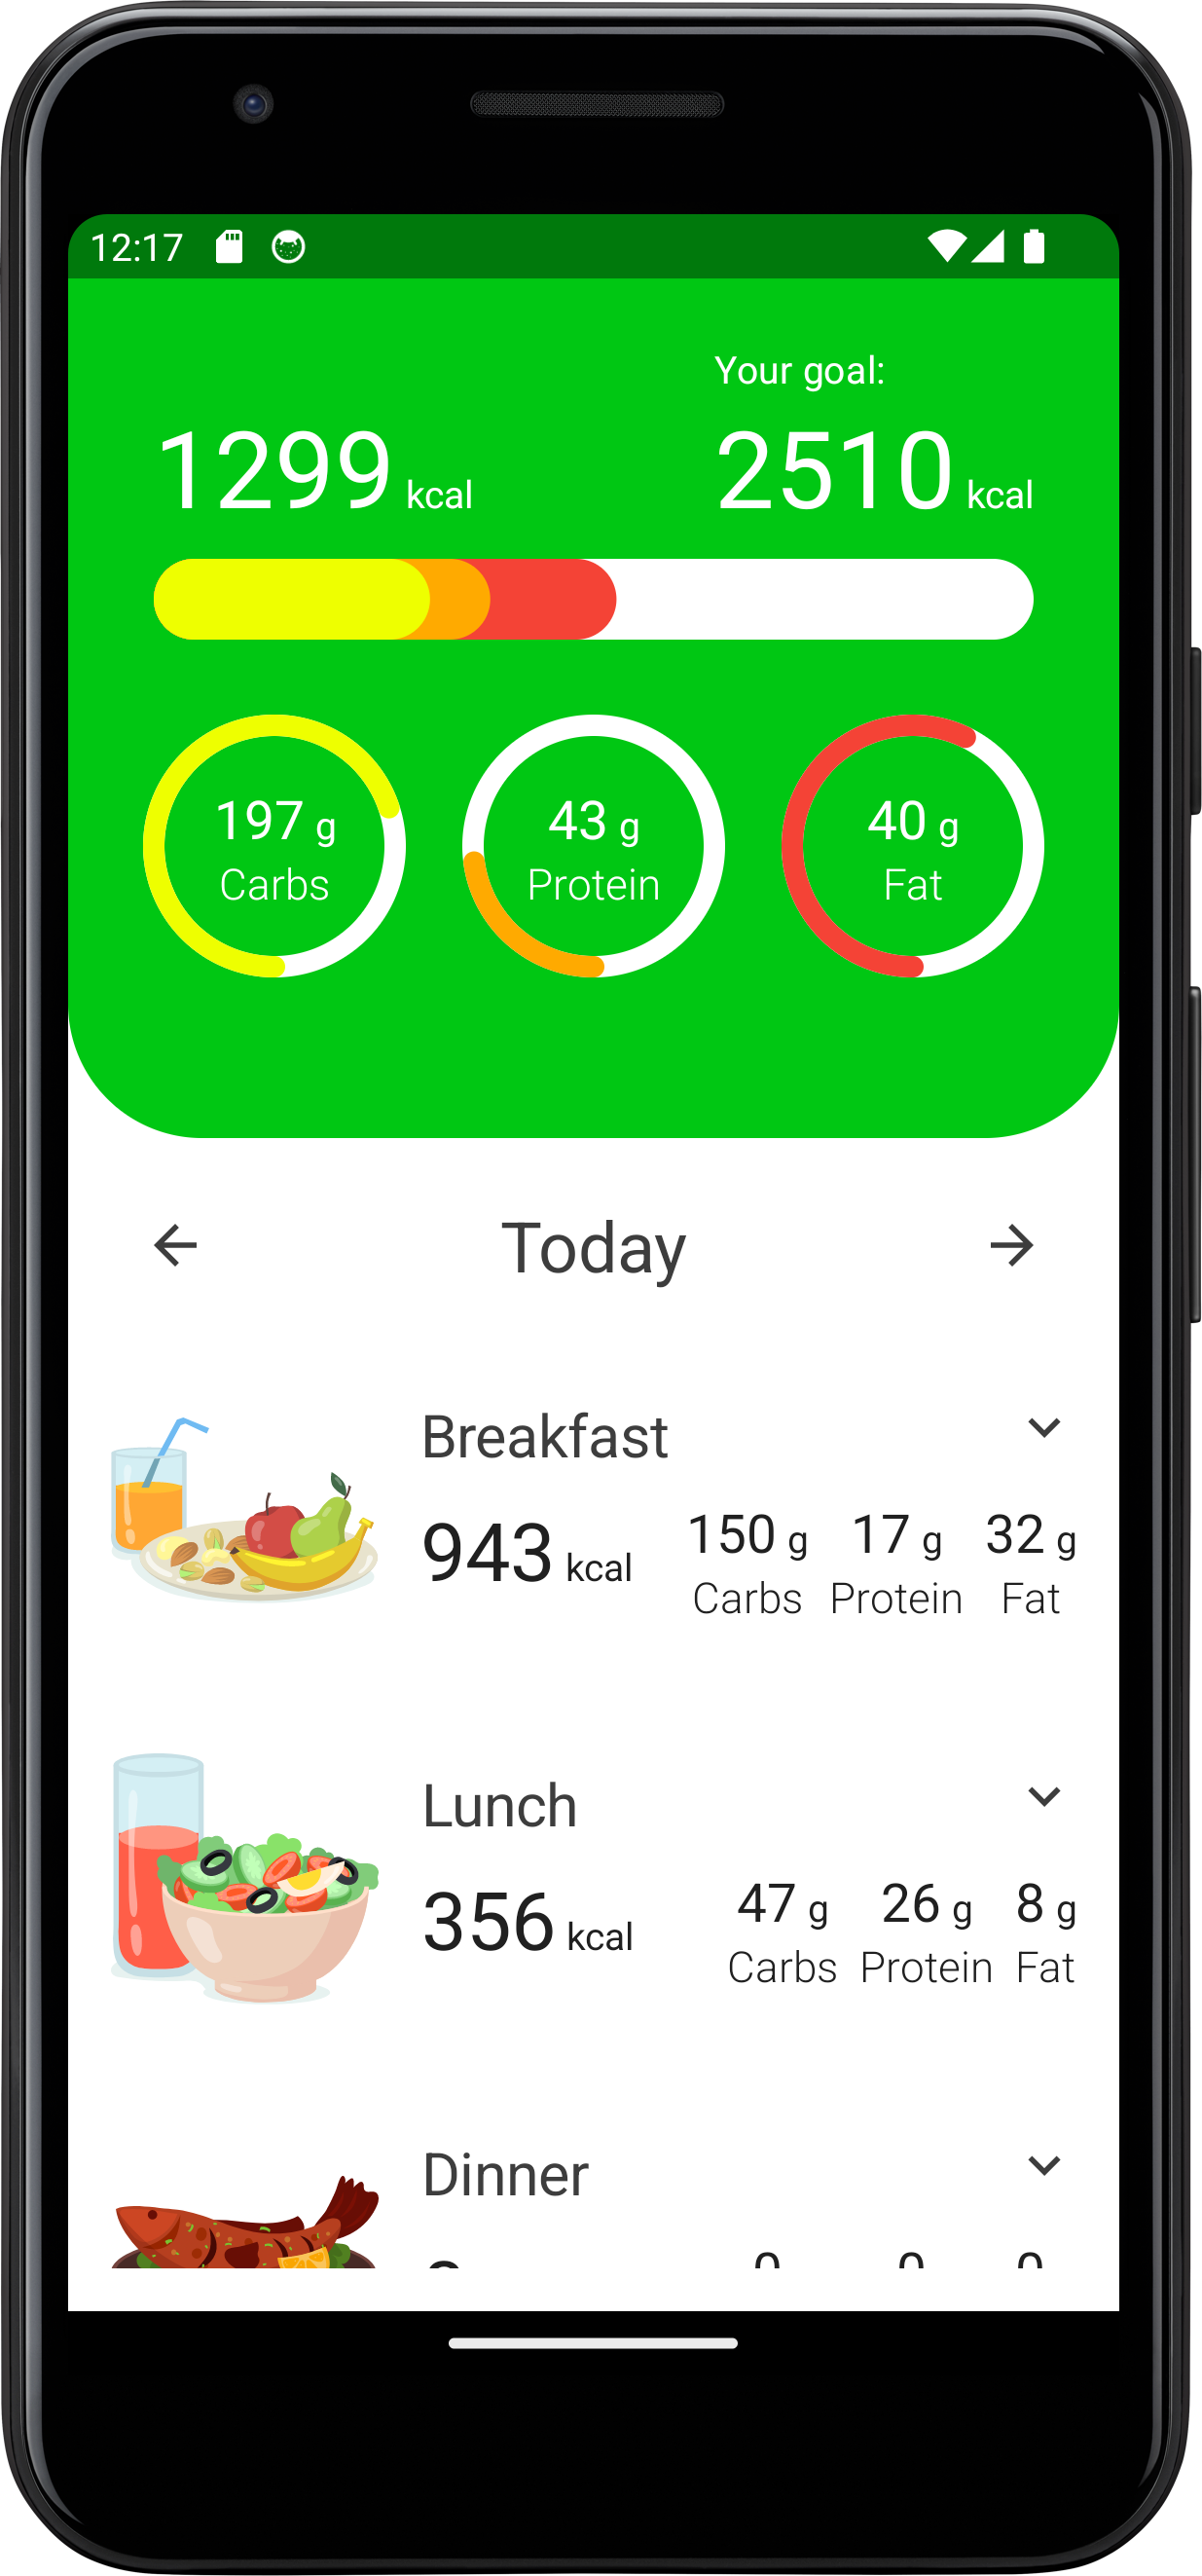 12:17
Your goal:
1299 kcal 2510 kcal
197 g 43 g 40 g
Carbs Protein Fat
Today
Breakfast
943 kcal 150 g 17 g 32 g
Carbs Protein Fat
Lunch
356 kcal 47 g 26 g 8 g
Carbs Protein Fat
Dinner